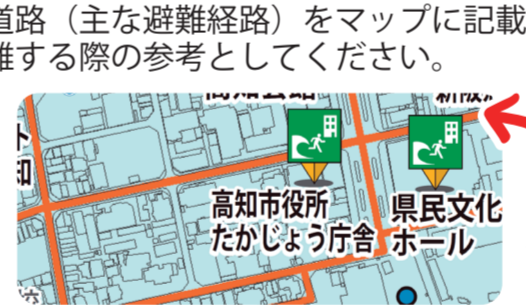 道路（主な避難経路）をマップに記載
難する際の参考としてください。
高知市役所
たかじょう庁舎
県民文化
ホール